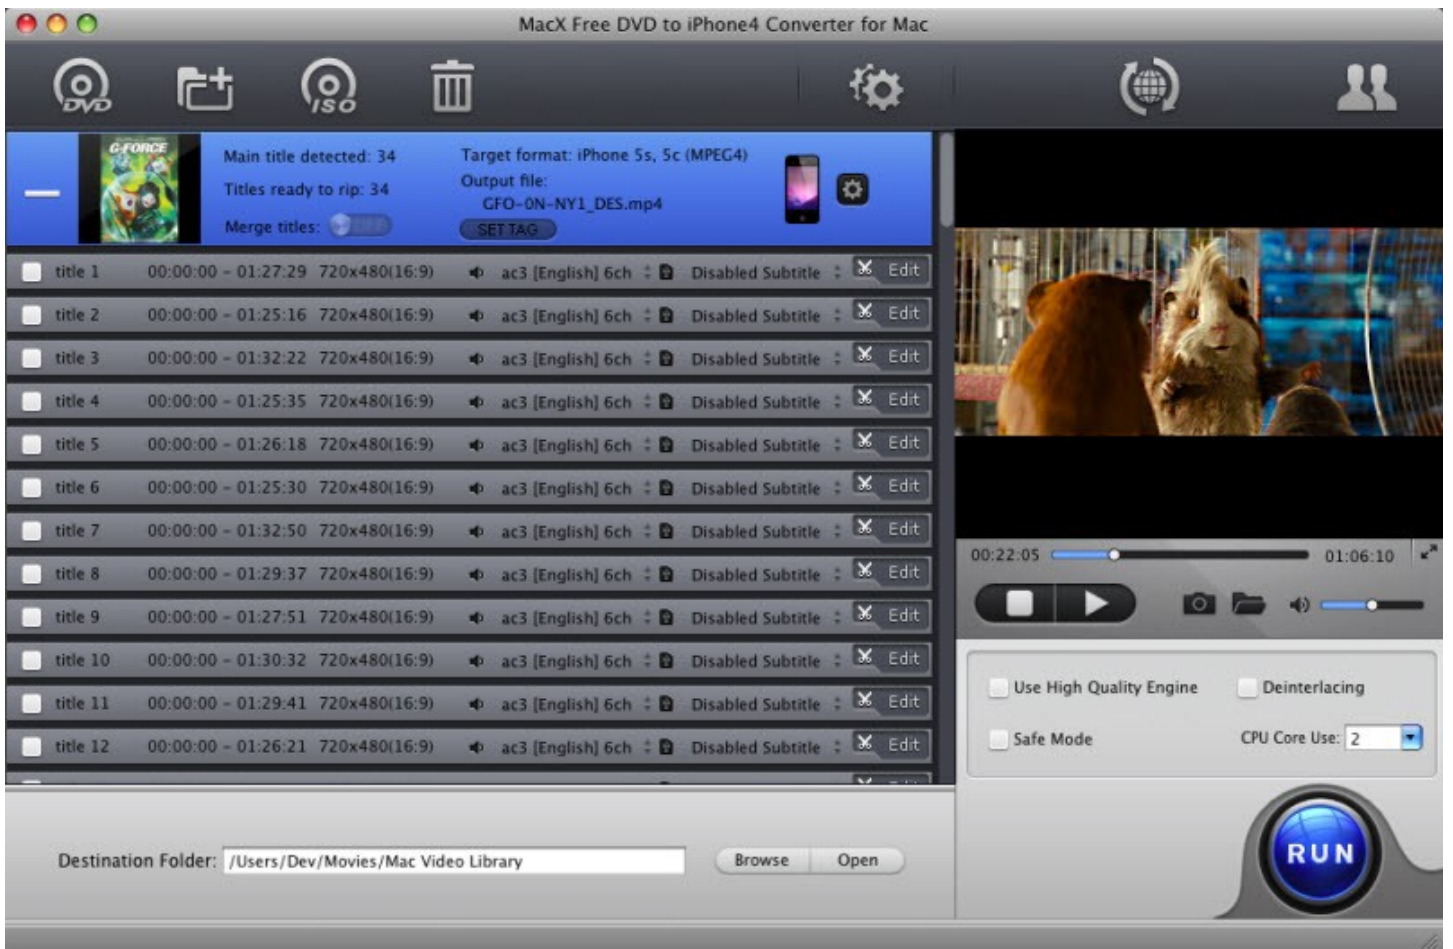 MacX Free DVD to iPhone4 Converter for Mac
DVD
ISO
G-FORCE
Main title detected: 34
Titles ready to rip: 34
Merge titles: OFF
Target format: iPhone 5s, 5c (MPEG4)
Output file:
GFO-0N-NY1_DES.mp4
SET TAG
title 1 00:00:00 - 01:27:29 720x480(16:9) ac3 [English] 6ch Disabled Subtitle Edit
title 2 00:00:00 - 01:25:16 720x480(16:9) ac3 [English] 6ch Disabled Subtitle Edit
title 3 00:00:00 - 01:32:22 720x480(16:9) ac3 [English] 6ch Disabled Subtitle Edit
title 4 00:00:00 - 01:25:35 720x480(16:9) ac3 [English] 6ch Disabled Subtitle Edit
title 5 00:00:00 - 01:26:18 720x480(16:9) ac3 [English] 6ch Disabled Subtitle Edit
title 6 00:00:00 - 01:25:30 720x480(16:9) ac3 [English] 6ch Disabled Subtitle Edit
title 7 00:00:00 - 01:32:50 720x480(16:9) ac3 [English] 6ch Disabled Subtitle Edit
title 8 00:00:00 - 01:29:37 720x480(16:9) ac3 [English] 6ch Disabled Subtitle Edit
title 9 00:00:00 - 01:27:51 720x480(16:9) ac3 [English] 6ch Disabled Subtitle Edit
title 10 00:00:00 - 01:30:32 720x480(16:9) ac3 [English] 6ch Disabled Subtitle Edit
title 11 00:00:00 - 01:29:41 720x480(16:9) ac3 [English] 6ch Disabled Subtitle Edit
title 12 00:00:00 - 01:26:21 720x480(16:9) ac3 [English] 6ch Disabled Subtitle Edit
00:22:05 01:06:10
Use High Quality Engine Deinterlacing
Safe Mode CPU Core Use: 2
Destination Folder: /Users/Dev/Movies/Mac Video Library Browse Open
RUN